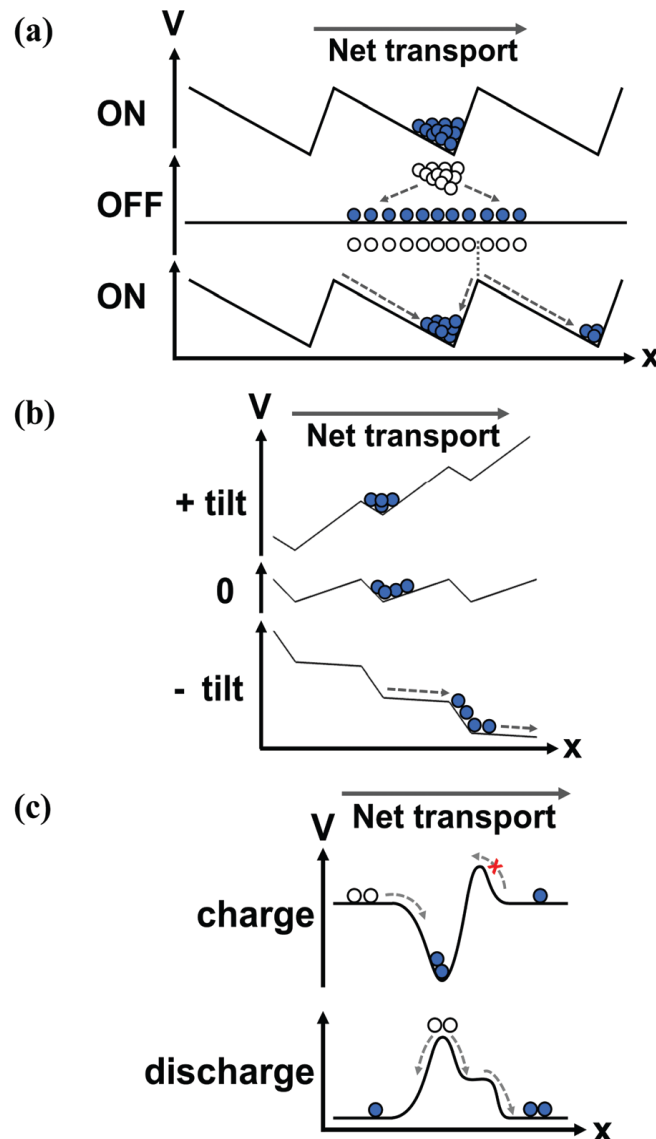 (a)
V
Net transport
ON
OFF
ON
x
(b)
V
Net transport
+ tilt
0
- tilt
x
(c)
Net transport
V
charge
discharge
x